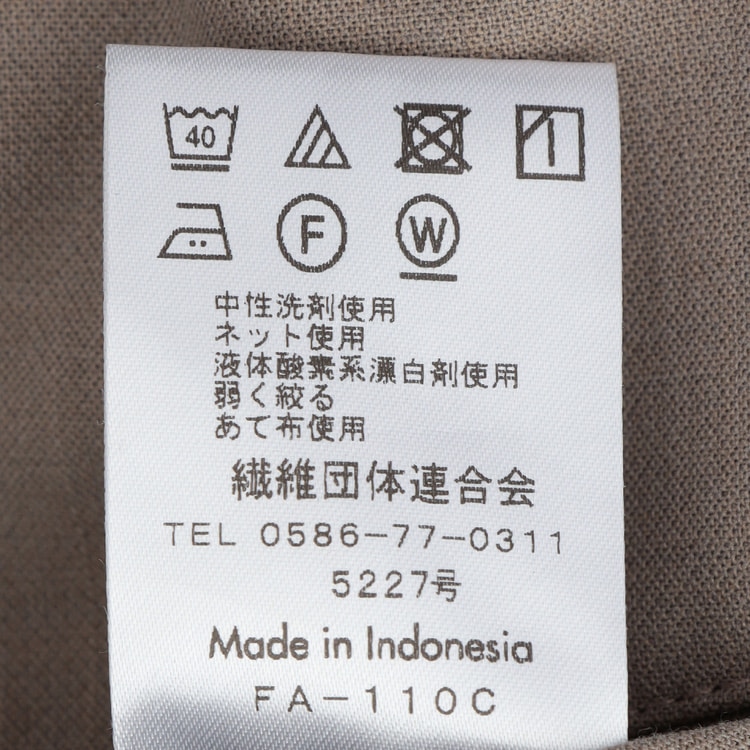 40
F W
中性洗剤使用
ネット使用
液体酸素系漂白剤使用
弱く絞る
あて布使用
繊維団体連合会
TEL 0586-77-0311
5227号
Made in Indonesia
FA-110C